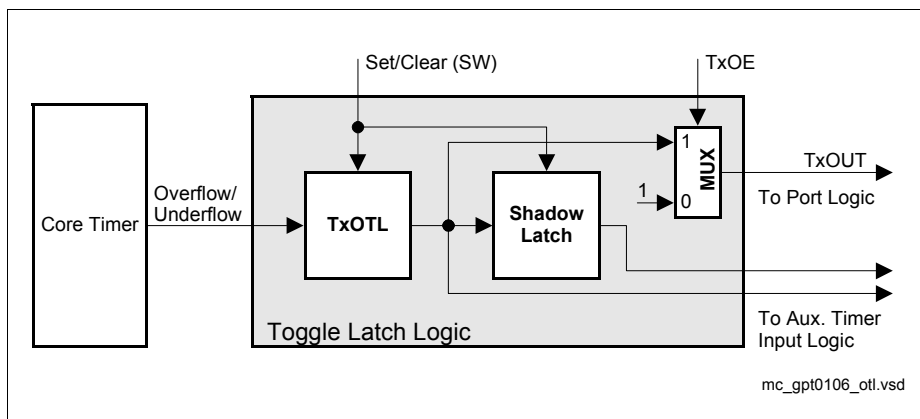 Set/Clear (SW)
TxOE
Core Timer
Overflow/
Underflow
TxOTL
Shadow
Latch
1
MUX
1
0
TxOUT
To Port Logic
To Aux. Timer
Input Logic
Toggle Latch Logic
mc_gpt0106_otl.vsd